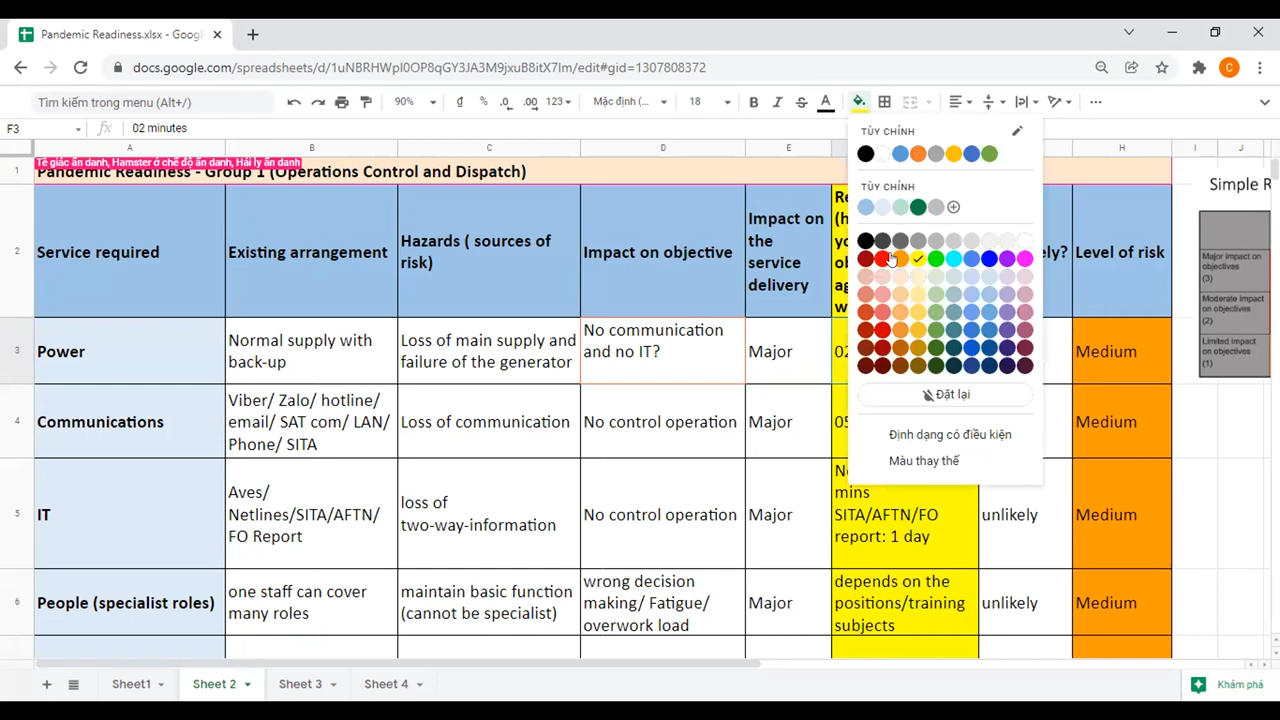 Pandemic Readiness.xlsx - Googl
docs.google.com/spreadsheets/d/1uNBRHWpI0OP8qGY3JA3M9jxuB8itX7Im/edit#gid=1307808372
C
Tìm kiếm trong menu (Alt+/)
90%
123
Mặc định (...
18
B
I
S
A
F3
fx
02 minutes
TÙY CHỈNH
TÙY CHỈNH
Đặt lại
Định dạng có điều kiện
Màu thay thế
A
B
C
D
E
H
I
J
Tê giác ẩn danh, Hamster ở chế độ ẩn danh, Hải ly ẩn danh
1
Pandemic Readiness - Group 1 (Operations Control and Dispatch)
2
Service required
Existing arrangement
Hazards ( sources of
risk)
Impact on objective
Impact on
the
service
delivery
Level of risk
3
Power
Normal supply with
back-up
Loss of main supply and
failure of the generator
No communication
and no IT?
Major
Medium
4
Communications
Viber/ Zalo/ hotline/
email/ SAT com/ LAN/
Phone/ SITA
Loss of communication
No control operation
Major
Medium
5
IT
Aves/
Netlines/SITA/AFTN/
FO Report
loss of
two-way-information
No control operation
Major
mins
SITA/AFTN/FO
report: 1 day
unlikely
Medium
6
People (specialist roles)
one staff can cover
many roles
maintain basic function
(cannot be specialist)
wrong decision
making/ Fatigue/
overwork load
Major
depends on the
positions/training
subjects
unlikely
Medium
Simple R
Major impact on
objectives
(3)
Moderate impact
on objectives
(2)
Limited impact
on objectives
(1)
Sheet1
Sheet 2
Sheet 3
Sheet 4
Khám phá